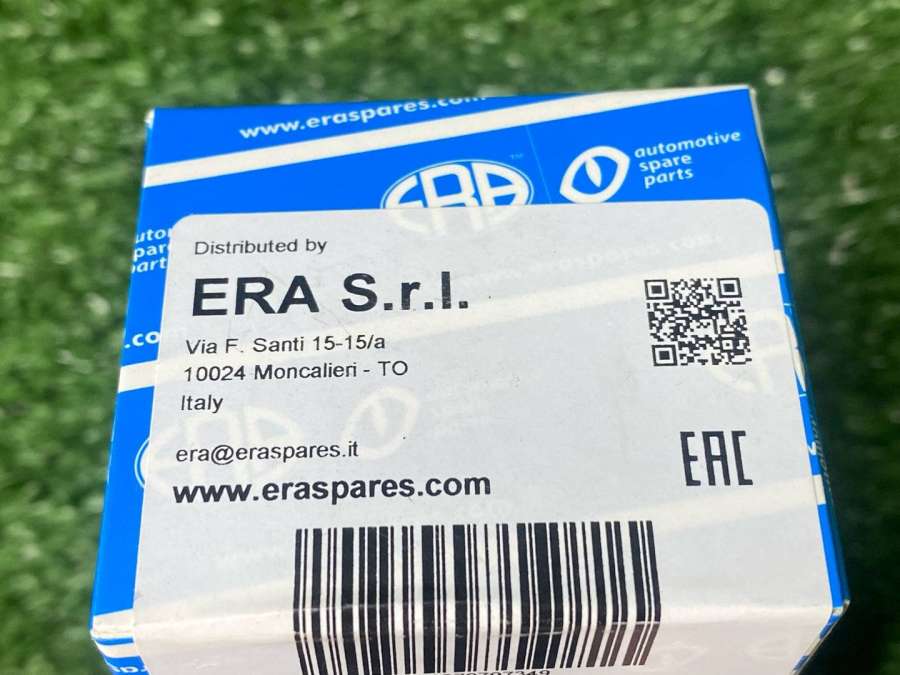 www.eraspares.com
ERA
automotive
spare
parts
Distributed by
ERA S.r.l.
Via F. Santi 15-15/a
10024 Moncalieri - TO
Italy
era@eraspares.it
www.eraspares.com
EAC